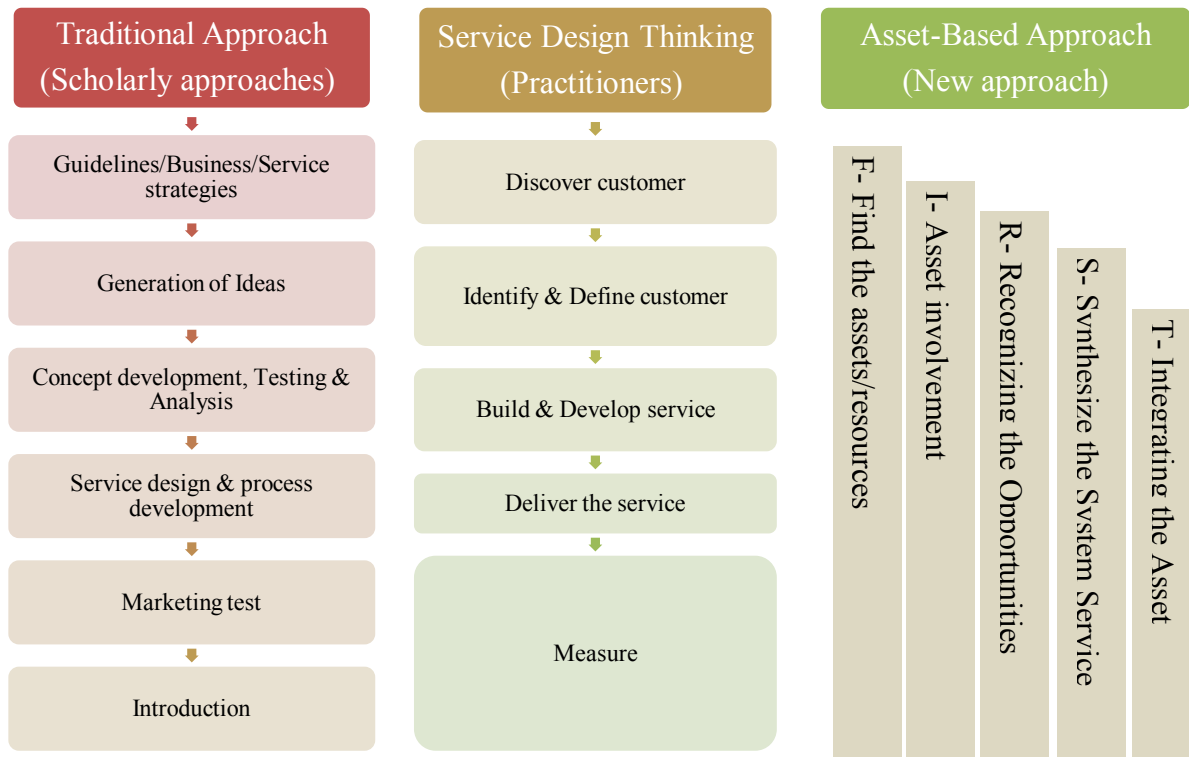 Traditional Approach
(Scholarly approaches)
Guidelines/Business/Service
strategies
Generation of Ideas
Concept development, Testing &
Analysis
Service design & process
development
Marketing test
Introduction
Service Design Thinking
(Practitioners)
Discover customer
Identify & Define customer
Build & Develop service
Deliver the service
Measure
Asset-Based Approach
(New approach)
F- Find the assets/resources
I- Asset involvement
R- Recognizing the Opportunities
S- Synthesize the System Service
T- Integrating the Asset